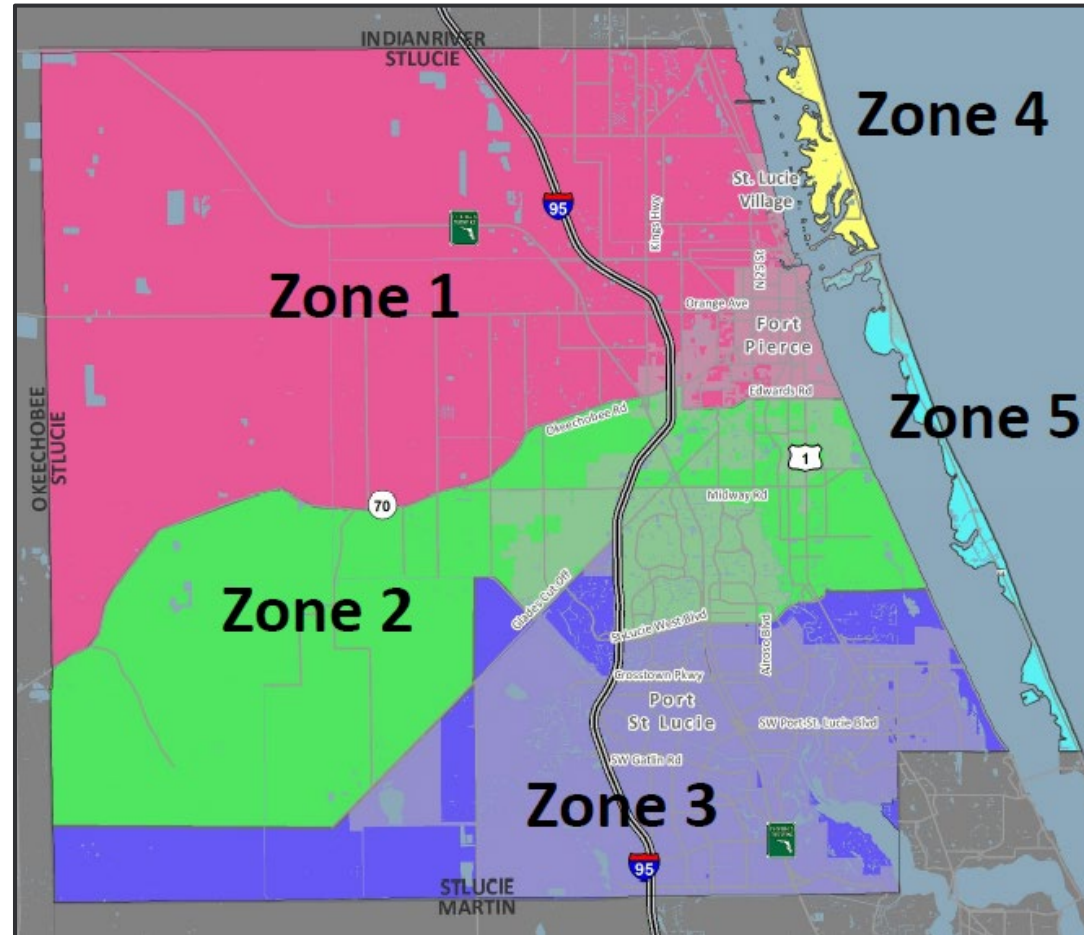 INDIANRIVER
STLUCIE
Zone 4
St. Lucie
Village
95
Kings Hwy
N 25 St
Zone 1
Orange Ave
Fort
Pierce
OKEECHOBEE
STLUCIE
Edwards Rd
Zone 5
Okeechobee Rd
1
Midway Rd
70
Zone 2
Glades Cut Off
St Lucie West Blvd
Airoso Blvd
Crosstown Pkwy
Port
St Lucie
SW Port St. Lucie Blvd
SW Gatlin Rd
Zone 3
95
STLUCIE
MARTIN